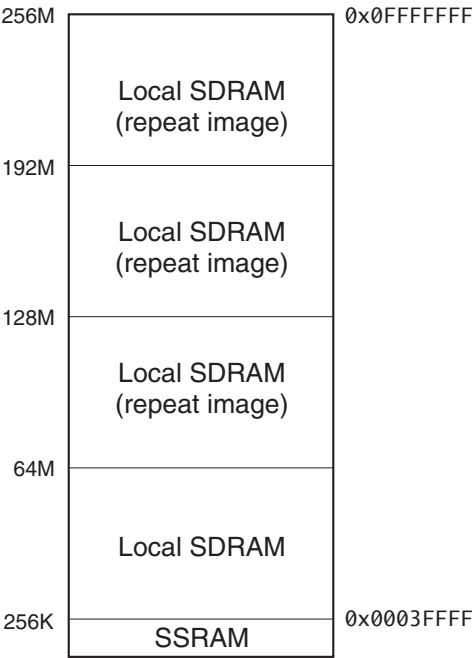 256M
0x0FFFFFFF
Local SDRAM
(repeat image)
192M
Local SDRAM
(repeat image)
128M
Local SDRAM
(repeat image)
64M
Local SDRAM
256K
0x0003FFFF
SSRAM